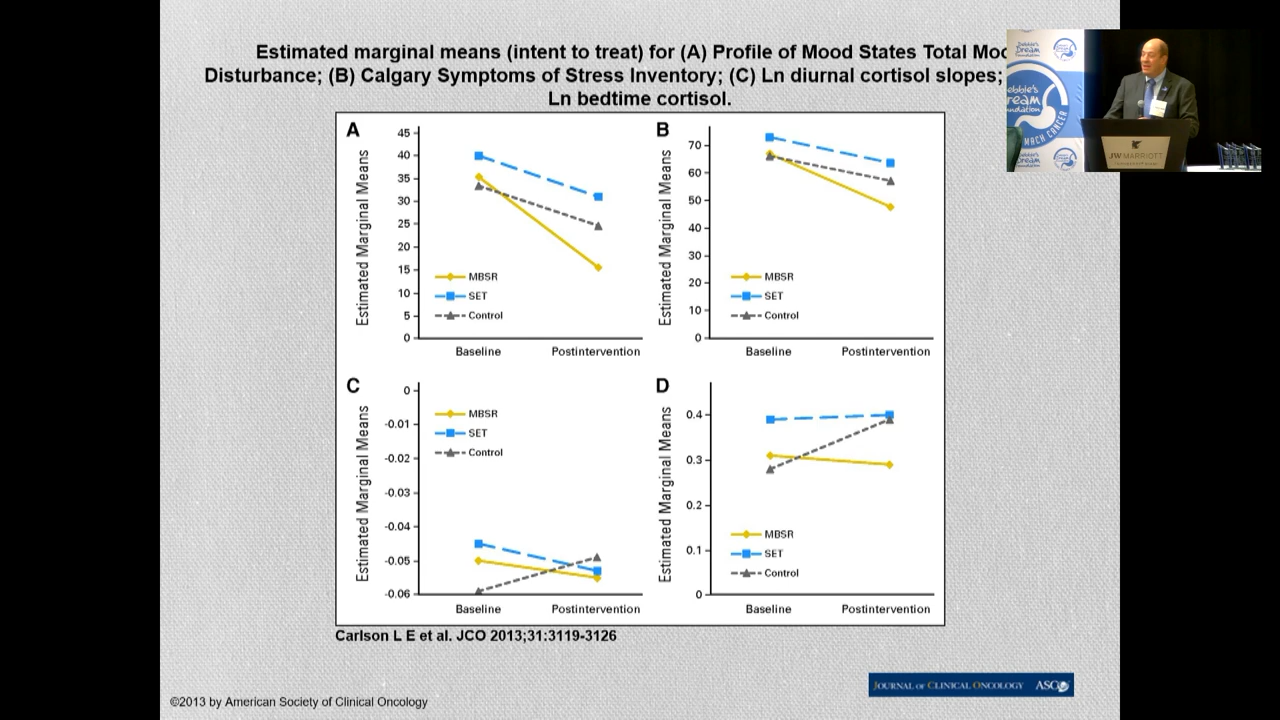 Estimated marginal means (intent to treat) for (A) Profile of Mood States Total
Disturbance; (B) Calgary Symptoms of Stress Inventory; (C) Ln diurnal cortisol slopes;
Ln bedtime cortisol.
A
Estimated Marginal Means
45
40
35
30
25
20
15
10
5
0
MBSR
SET
Control
Baseline
Postintervention
B
Estimated Marginal Means
70
60
50
40
30
20
10
0
MBSR
SET
Control
Baseline
Postintervention
C
Estimated Marginal Means
0
-0.01
-0.02
-0.03
-0.04
-0.05
-0.06
MBSR
SET
Control
Baseline
Postintervention
D
Estimated Marginal Means
0.4
0.3
0.2
0.1
0
MBSR
SET
Control
Baseline
Postintervention
Carlson L E et al. JCO 2013;31:3119-3126
JOURNAL OF CLINICAL ONCOLOGY ASCO
©2013 by American Society of Clinical Oncology
Debbie's
Dream
Foundation
JW MARRIOTT